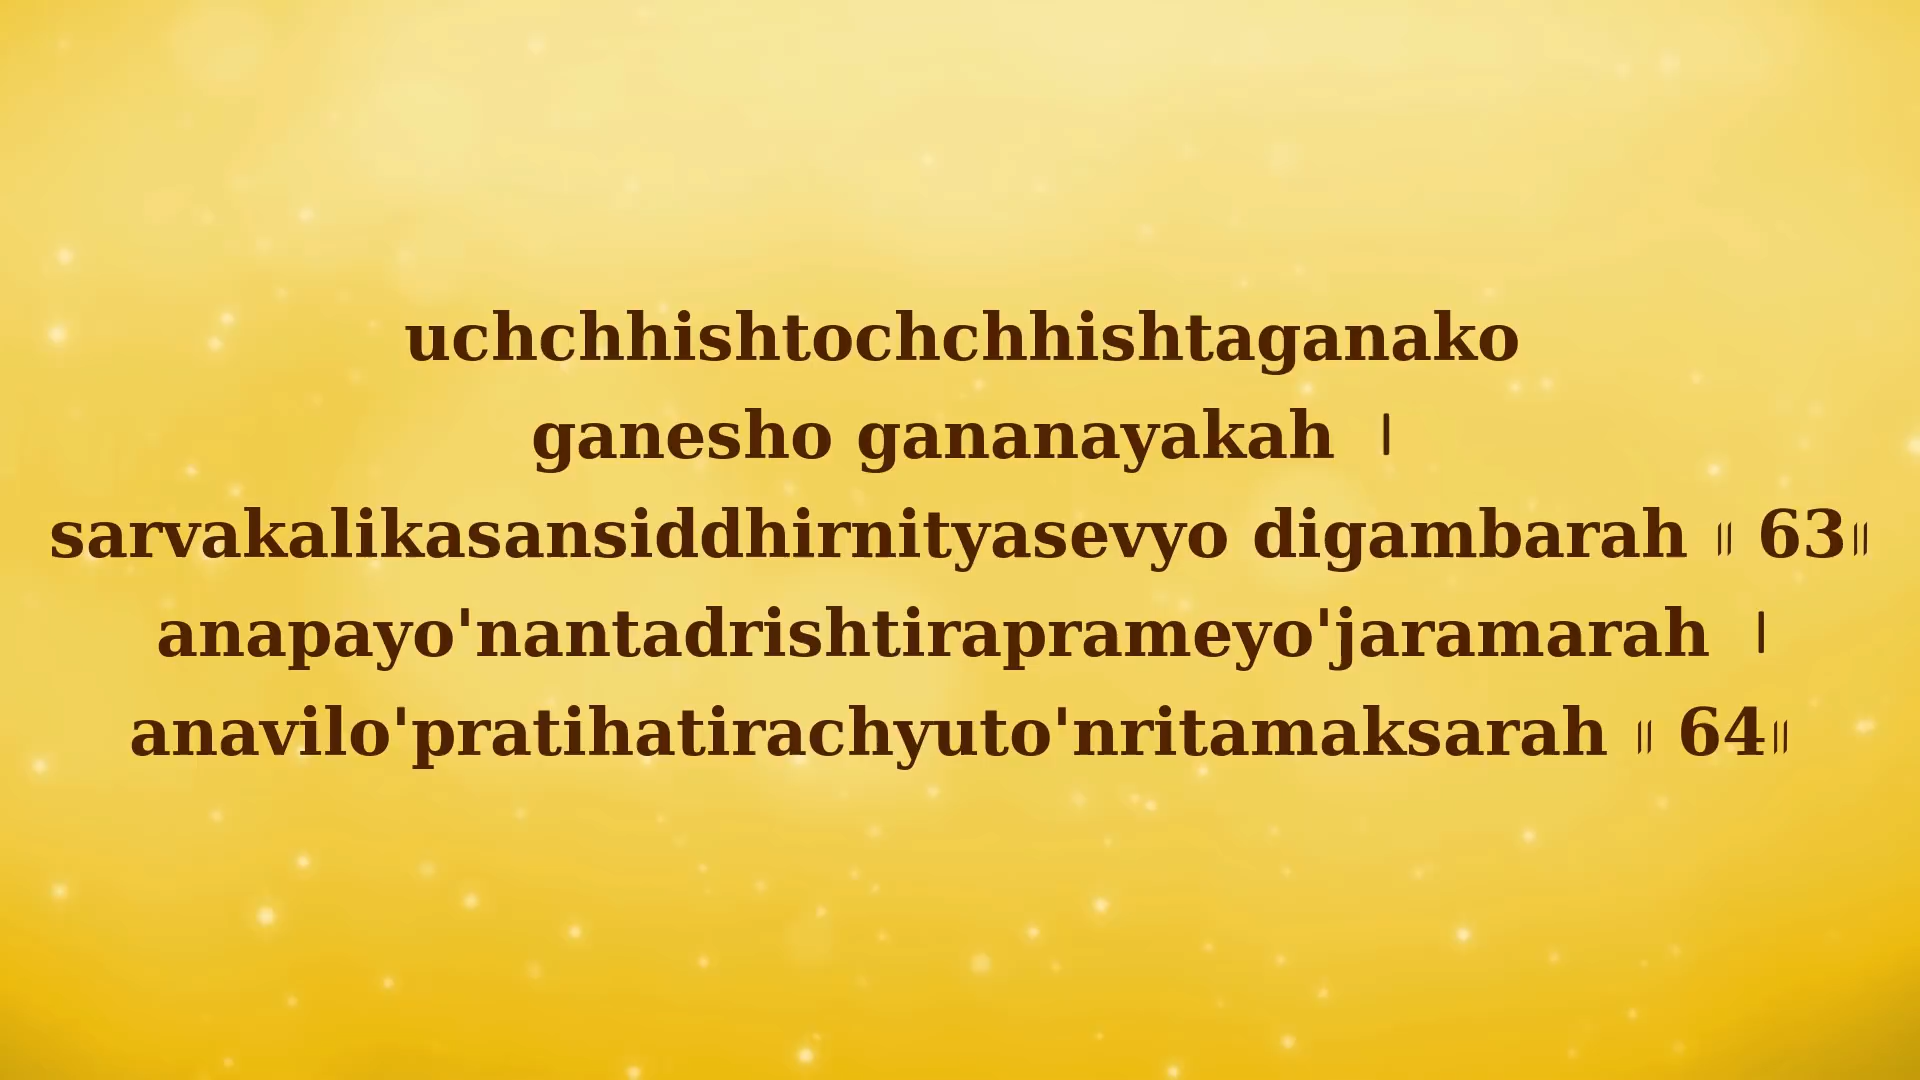 uchchhishtochchhishtaganako
ganesho gananayakah ।
sarvakalikasansiddhirnityasevyo digambarah ॥ 63॥
anapayo'nantadrishtiraprameyo'jaramarah ।
anavilo'pratihatirachyuto'nritamaksarah ॥ 64॥